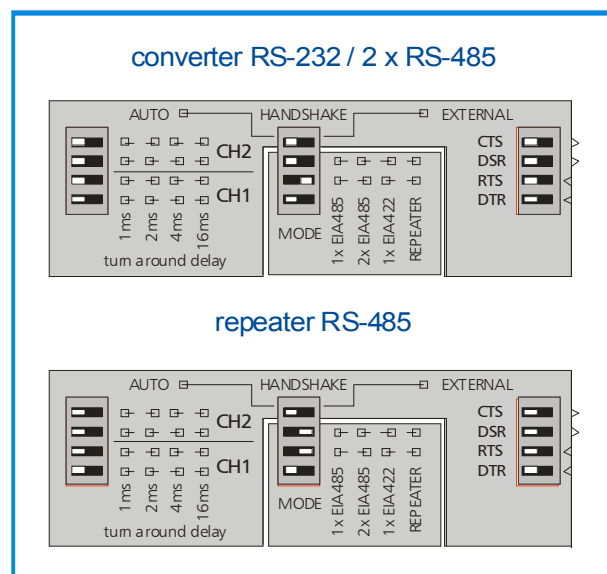 converter RS-232 / 2 x RS-485
AUTO HANDSHAKE EXTERNAL
CH2
CH1
1ms
2ms
4ms
16ms
turn around delay
MODE
1x EIA485
2x EIA485
1x EIA422
REPEATER
CTS
DSR
RTS
DTR
repeater RS-485
AUTO HANDSHAKE EXTERNAL
CH2
CH1
1ms
2ms
4ms
16ms
turn around delay
MODE
1x EIA485
2x EIA485
1x EIA422
REPEATER
CTS
DSR
RTS
DTR